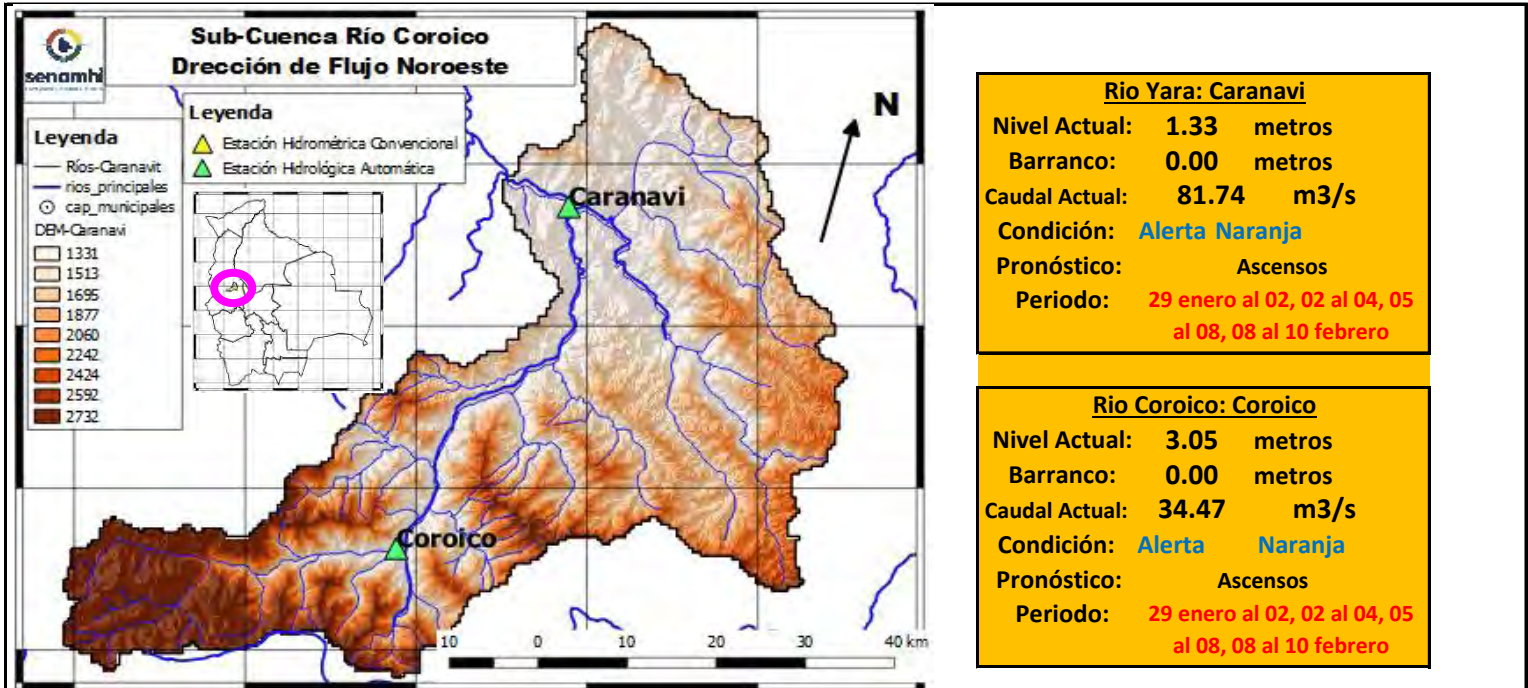 senamhi
Sub-Cuenca Río Coroico
Drección de Flujo Noroeste
Leyenda
Estación Hidrométrica Convencional
Estación Hidrológica Automática
Leyenda
Ríos-Caranavit
rios_principales
cap_municipales
DEM-Caranavi
1331
1513
1695
1877
2060
2242
2424
2592
2732
N
Caranavi
Coroico
10 0 10 20 30 40 km
Rio Yara: Caranavi
Nivel Actual: 1.33 metros
Barranco: 0.00 metros
Caudal Actual: 81.74 m3/s
Condición: Alerta Naranja
Pronóstico: Ascensos
Periodo: 29 enero al 02, 02 al 04, 05
al 08, 08 al 10 febrero
Rio Coroico: Coroico
Nivel Actual: 3.05 metros
Barranco: 0.00 metros
Caudal Actual: 34.47 m3/s
Condición: Alerta Naranja
Pronóstico: Ascensos
Periodo: 29 enero al 02, 02 al 04, 05
al 08, 08 al 10 febrero